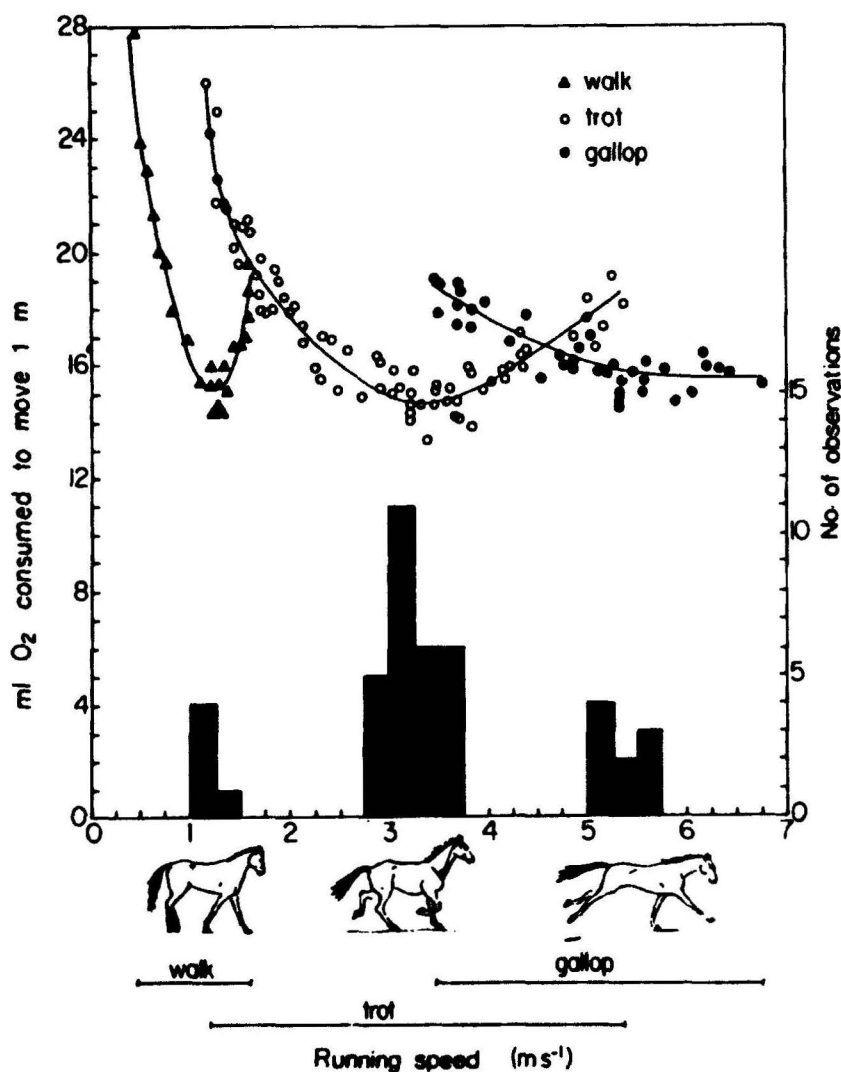 28
24
20
16
12
8
4
0
ml O₂ consumed to move 1 m
▲ walk
○ trot
● gallop
15
10
5
0
No. of observations
0 1 2 3 4 5 6 7
walk
gallop
trot
Running speed (m s⁻¹)